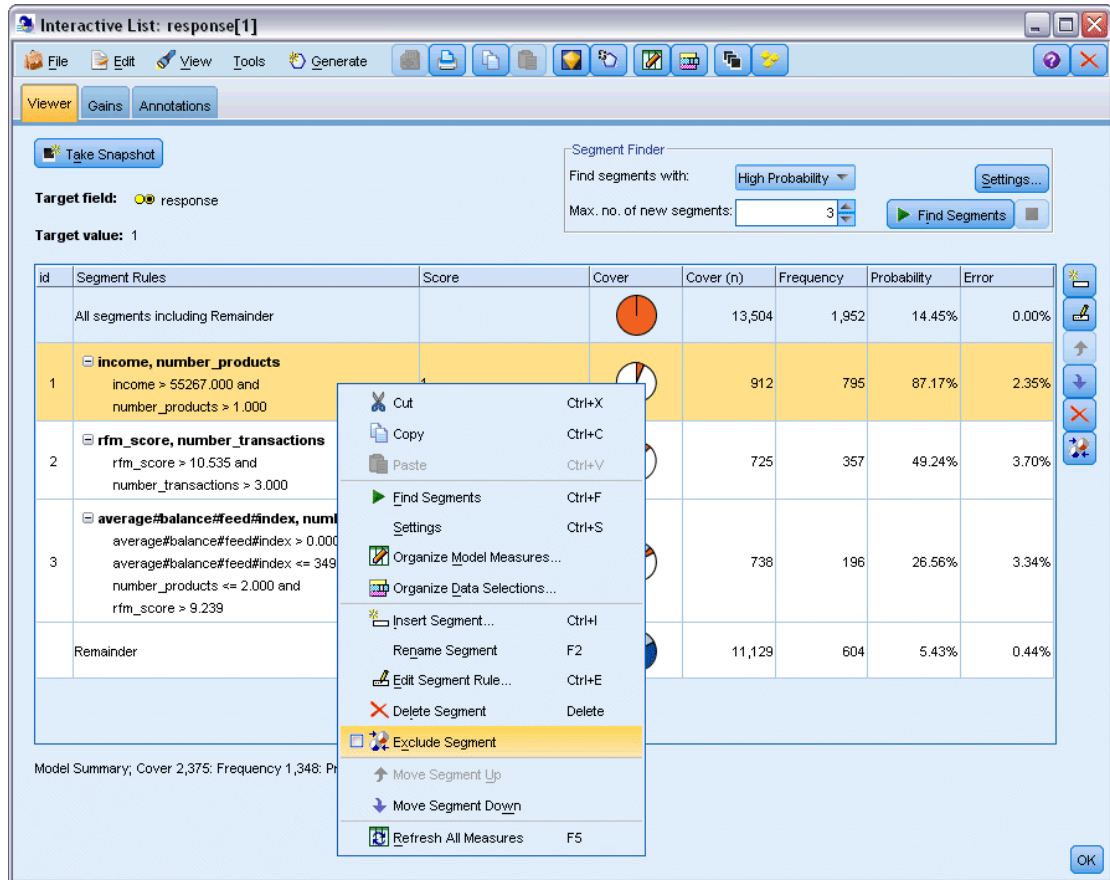 Interactive List: response[1]
File Edit View Tools Generate
Viewer Gains Annotations
Take Snapshot
Segment Finder
Find segments with: High Probability Settings...
Max. no. of new segments: 3 Find Segments
Target field: response
Target value: 1
id Segment Rules Score Cover Cover (n) Frequency Probability Error
All segments including Remainder 13,504 1,952 14.45% 0.00%
1 income, number_products 1 912 795 87.17% 2.35%
income > 55267.000 and
number_products > 1.000
2 rfm_score, number_transactions 725 357 49.24% 3.70%
rfm_score > 10.535 and
number_transactions > 3.000
3 average#balance#feed#index, 738 196 26.56% 3.34%
average#balance#feed#index > 0.000
average#balance#feed#index <= 349
number_products <= 2.000 and
rfm_score > 9.239
Remainder 11,129 604 5.43% 0.44%
Model Summary; Cover 2,375: Frequency 1,348:
Cut Ctrl+X
Copy Ctrl+C
Paste Ctrl+V
Find Segments Ctrl+F
Settings Ctrl+S
Organize Model Measures...
Organize Data Selections...
Insert Segment... Ctrl+I
Rename Segment F2
Edit Segment Rule... Ctrl+E
Delete Segment Delete
Exclude Segment
Move Segment Up
Move Segment Down
Refresh All Measures F5
OK